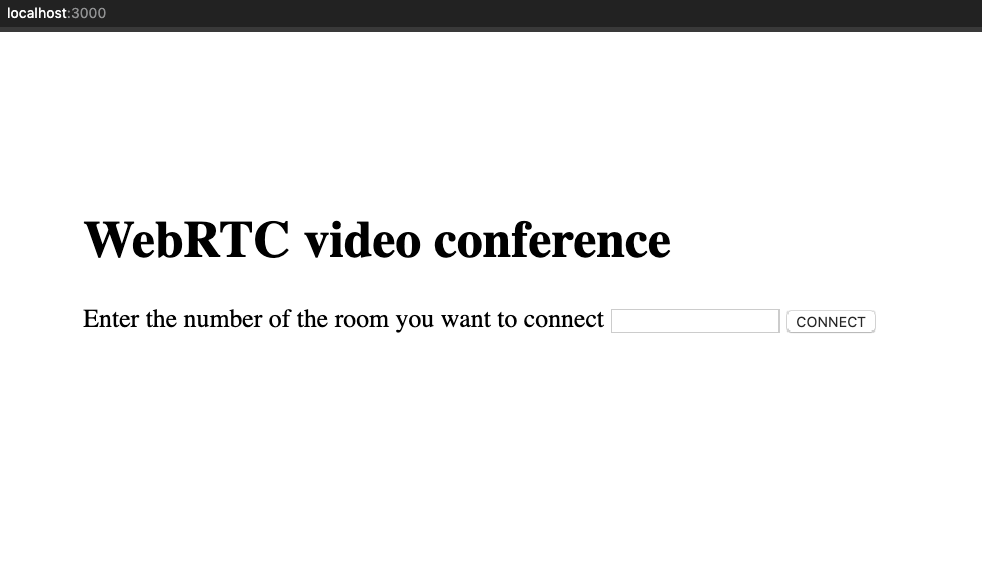 localhost:3000
WebRTC video conference
Enter the number of the room you want to connect CONNECT